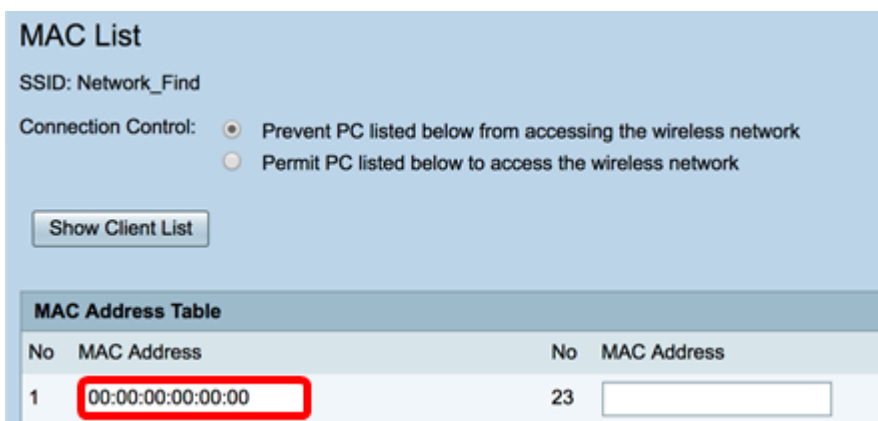 MAC List
SSID: Network_Find
Connection Control:
Prevent PC listed below from accessing the wireless network
Permit PC listed below to access the wireless network
Show Client List
MAC Address Table
No MAC Address No MAC Address
1 00:00:00:00:00:00 23